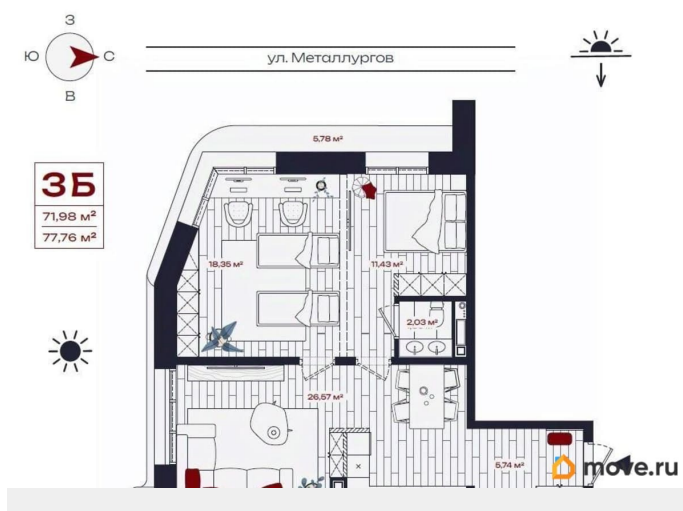 З
Ю
С
В
ул. Металлургов
5,78 м²
3Б
71,98 м²
77,76 м²
18,35 м²
11,43 м²
2,03 м²
26,57 м²
5,74 м²
move.ru